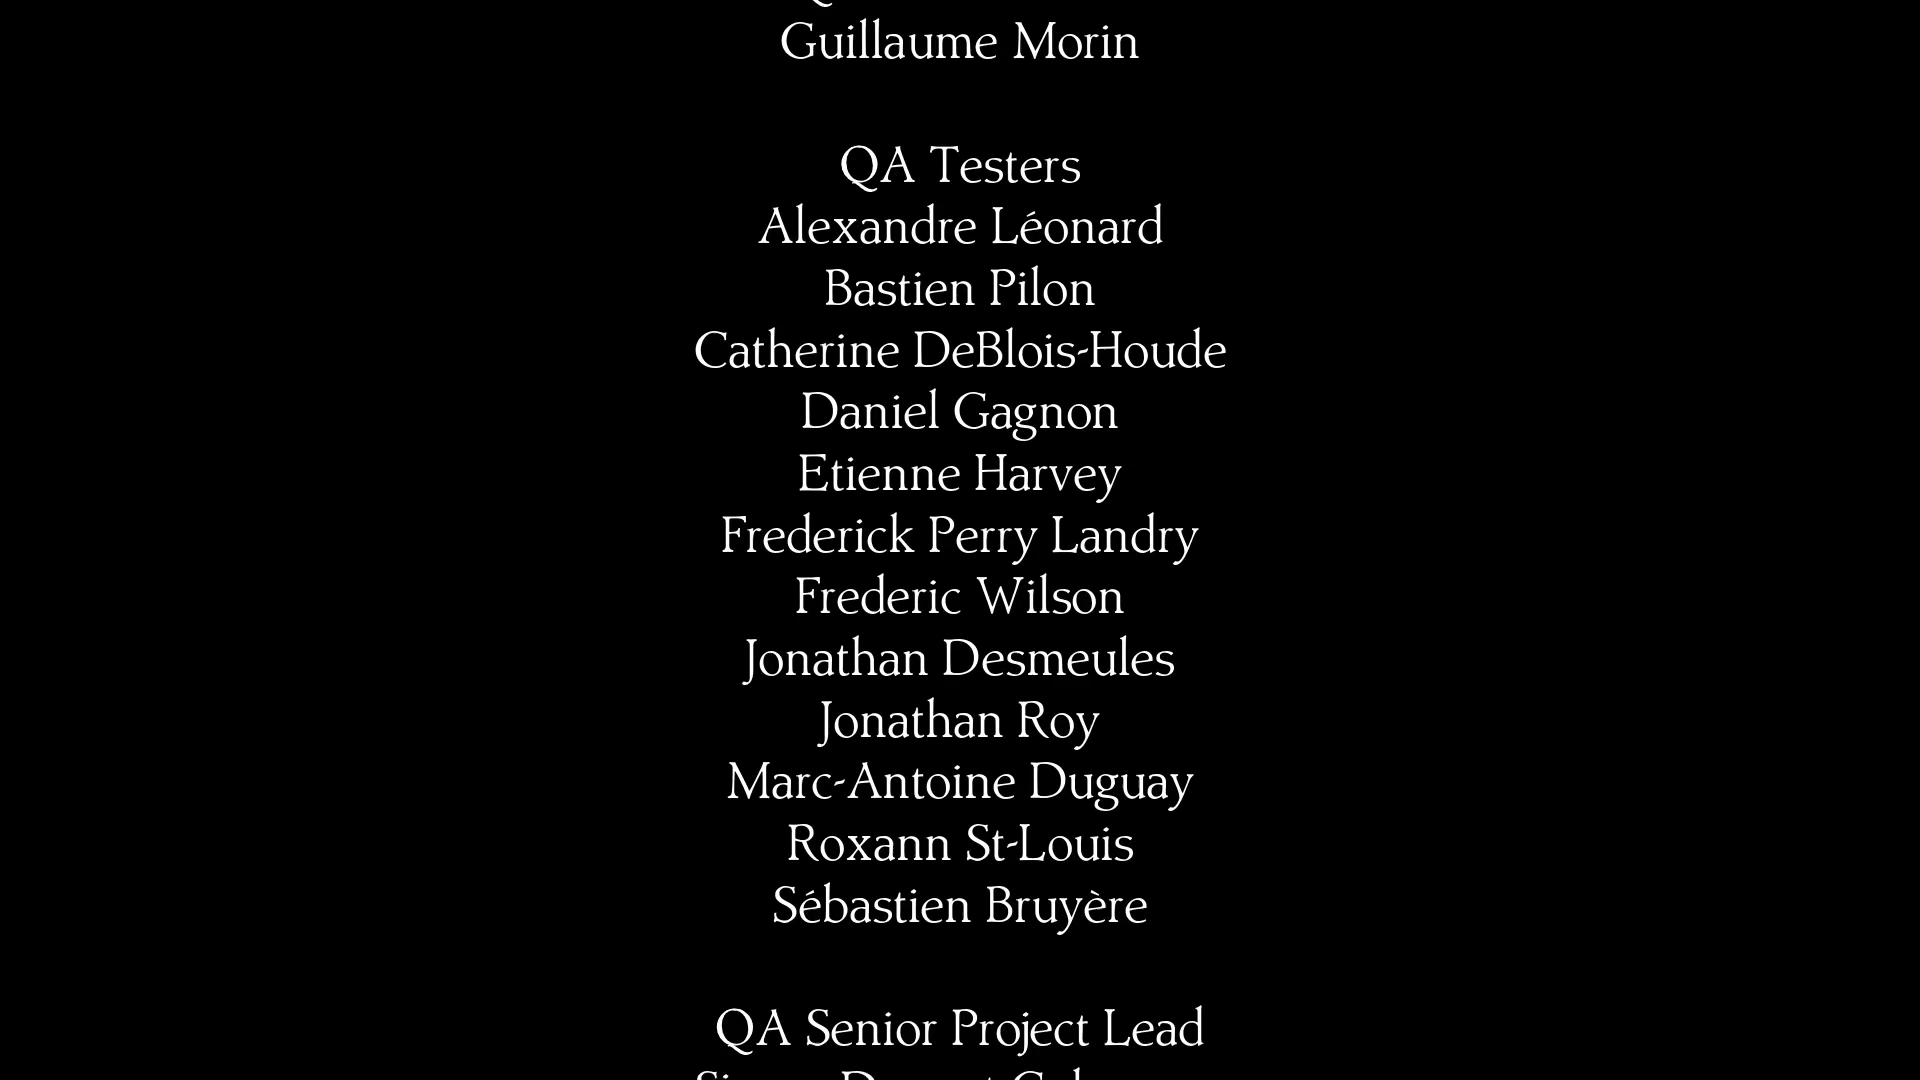 Guillaume Morin
QA Testers
Alexandre Léonard
Bastien Pilon
Catherine DeBlois-Houde
Daniel Gagnon
Etienne Harvey
Frederick Perry Landry
Frederic Wilson
Jonathan Desmeules
Jonathan Roy
Marc-Antoine Duguay
Roxann St-Louis
Sébastien Bruyère
QA Senior Project Lead